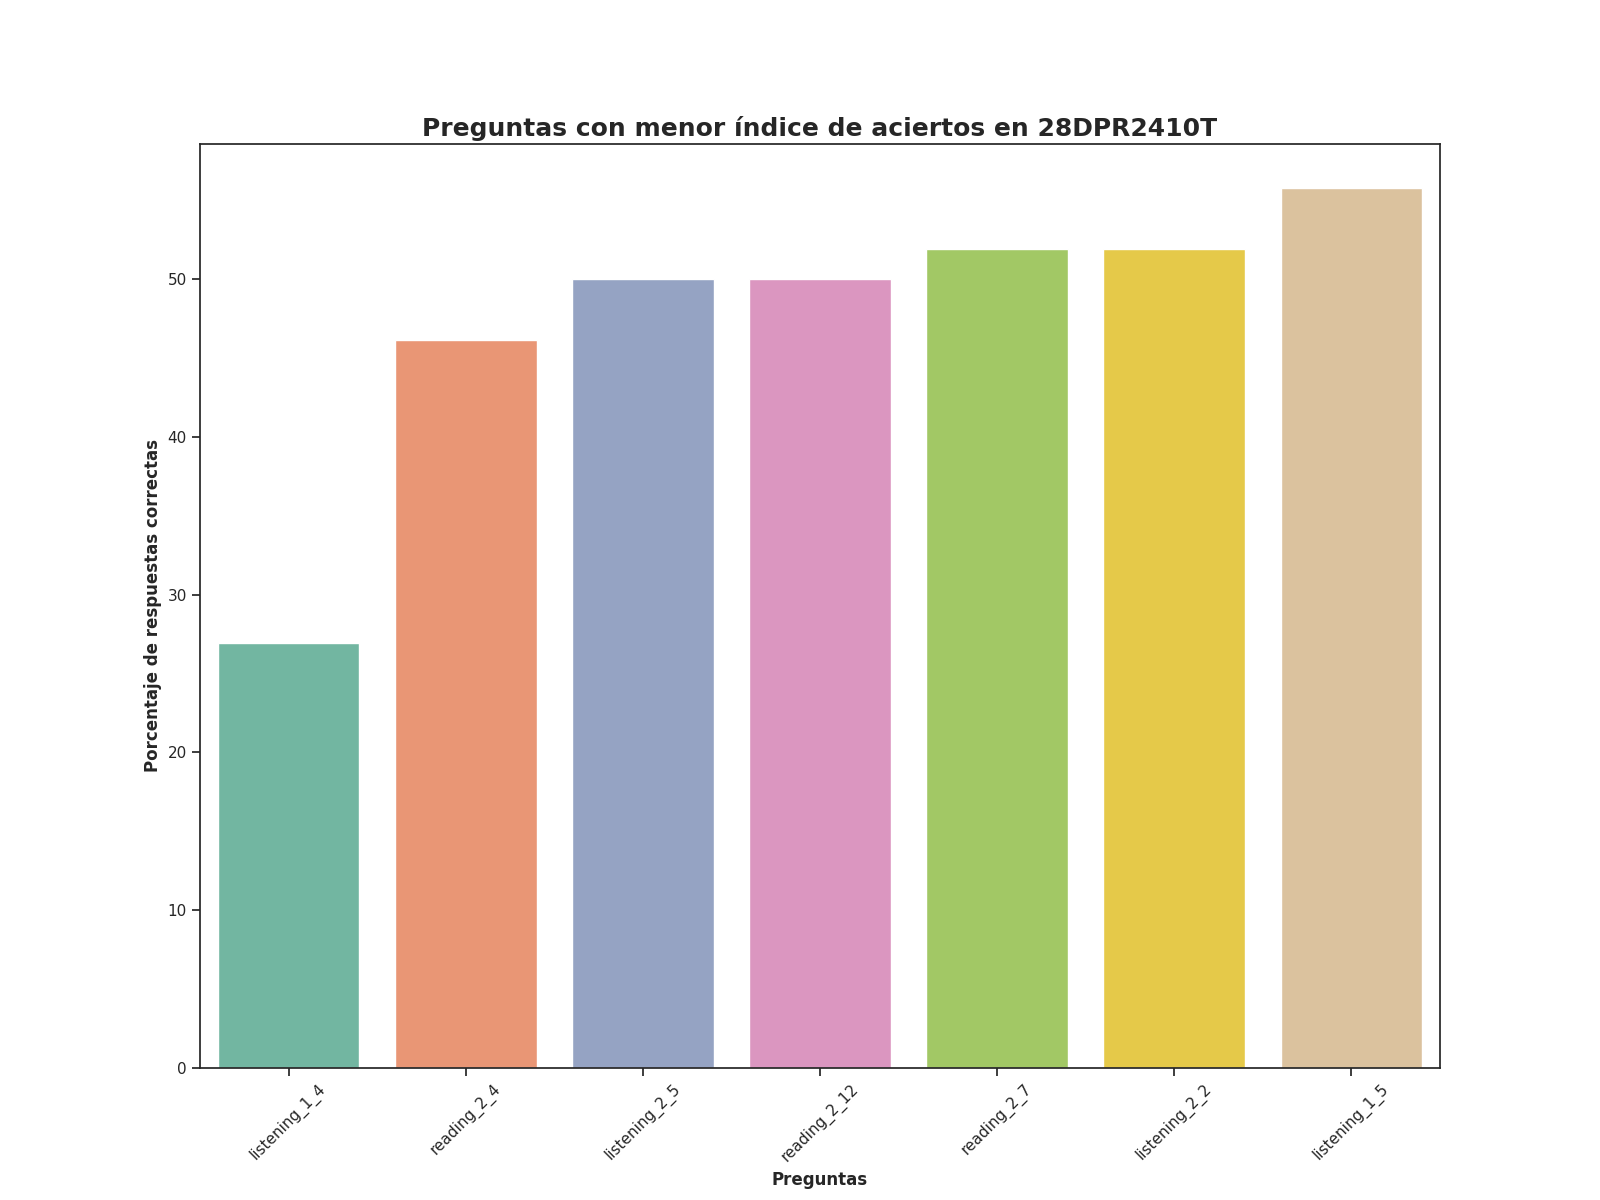 Preguntas con menor índice de aciertos en 28DPR2410T
Porcentaje de respuestas correctas
50
40
30
20
10
0
listening_1_4
reading_2_4
listening_2_5
reading_2_12
reading_2_7
listening_2_2
listening_1_5
Preguntas